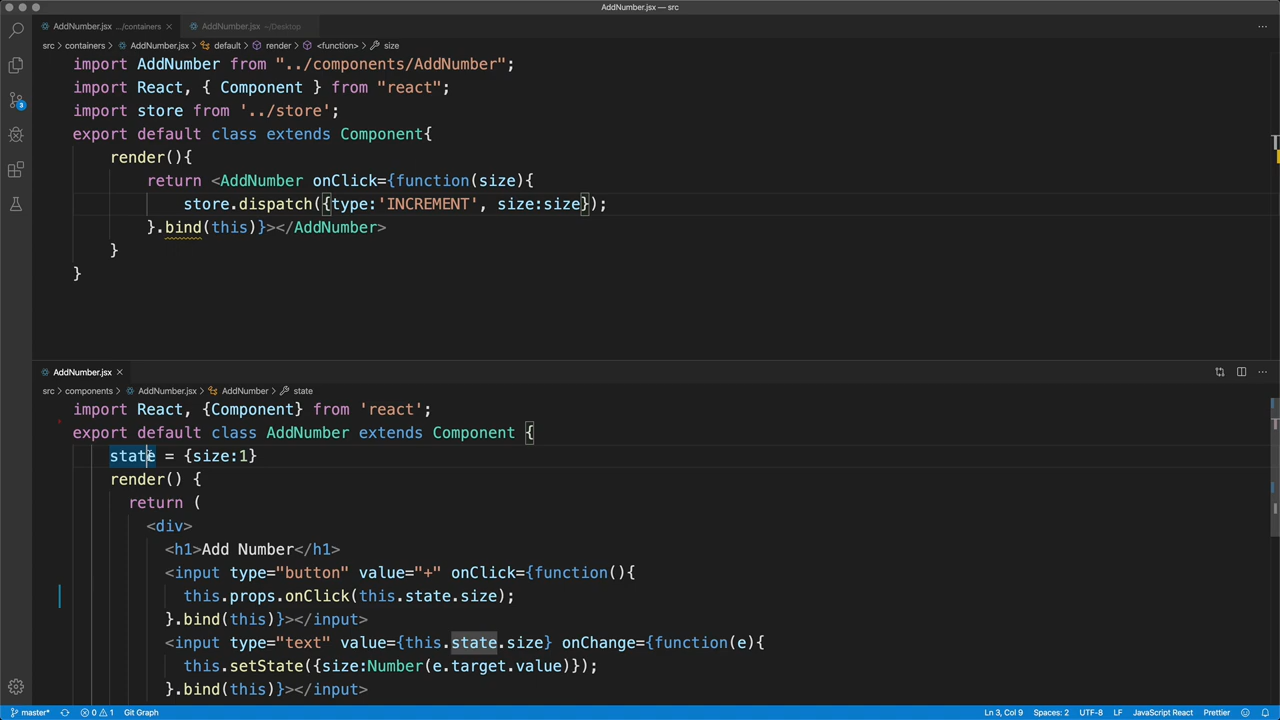 AddNumber.jsx — src
AddNumber.jsx .../containers × AddNumber.jsx ~/Desktop
src > containers > AddNumber.jsx > default > render > <function> > size
import AddNumber from "../components/AddNumber";
import React, { Component } from "react";
import store from '../store';
export default class extends Component{
render(){
return <AddNumber onClick={function(size){
store.dispatch({type:'INCREMENT', size:size});
}.bind(this)}></AddNumber>
}
}
3
AddNumber.jsx ×
src > components > AddNumber.jsx > AddNumber > state
import React, {Component} from 'react';
export default class AddNumber extends Component {
state = {size:1}
render() {
return (
<div>
<h1>Add Number</h1>
<input type="button" value="+" onClick={function(){
this.props.onClick(this.state.size);
}.bind(this)}></input>
<input type="text" value={this.state.size} onChange={function(e){
this.setState({size:Number(e.target.value)});
}.bind(this)}></input>
master* 0 1 Git Graph Ln 3, Col 9 Spaces: 2 UTF-8 LF JavaScript React Prettier